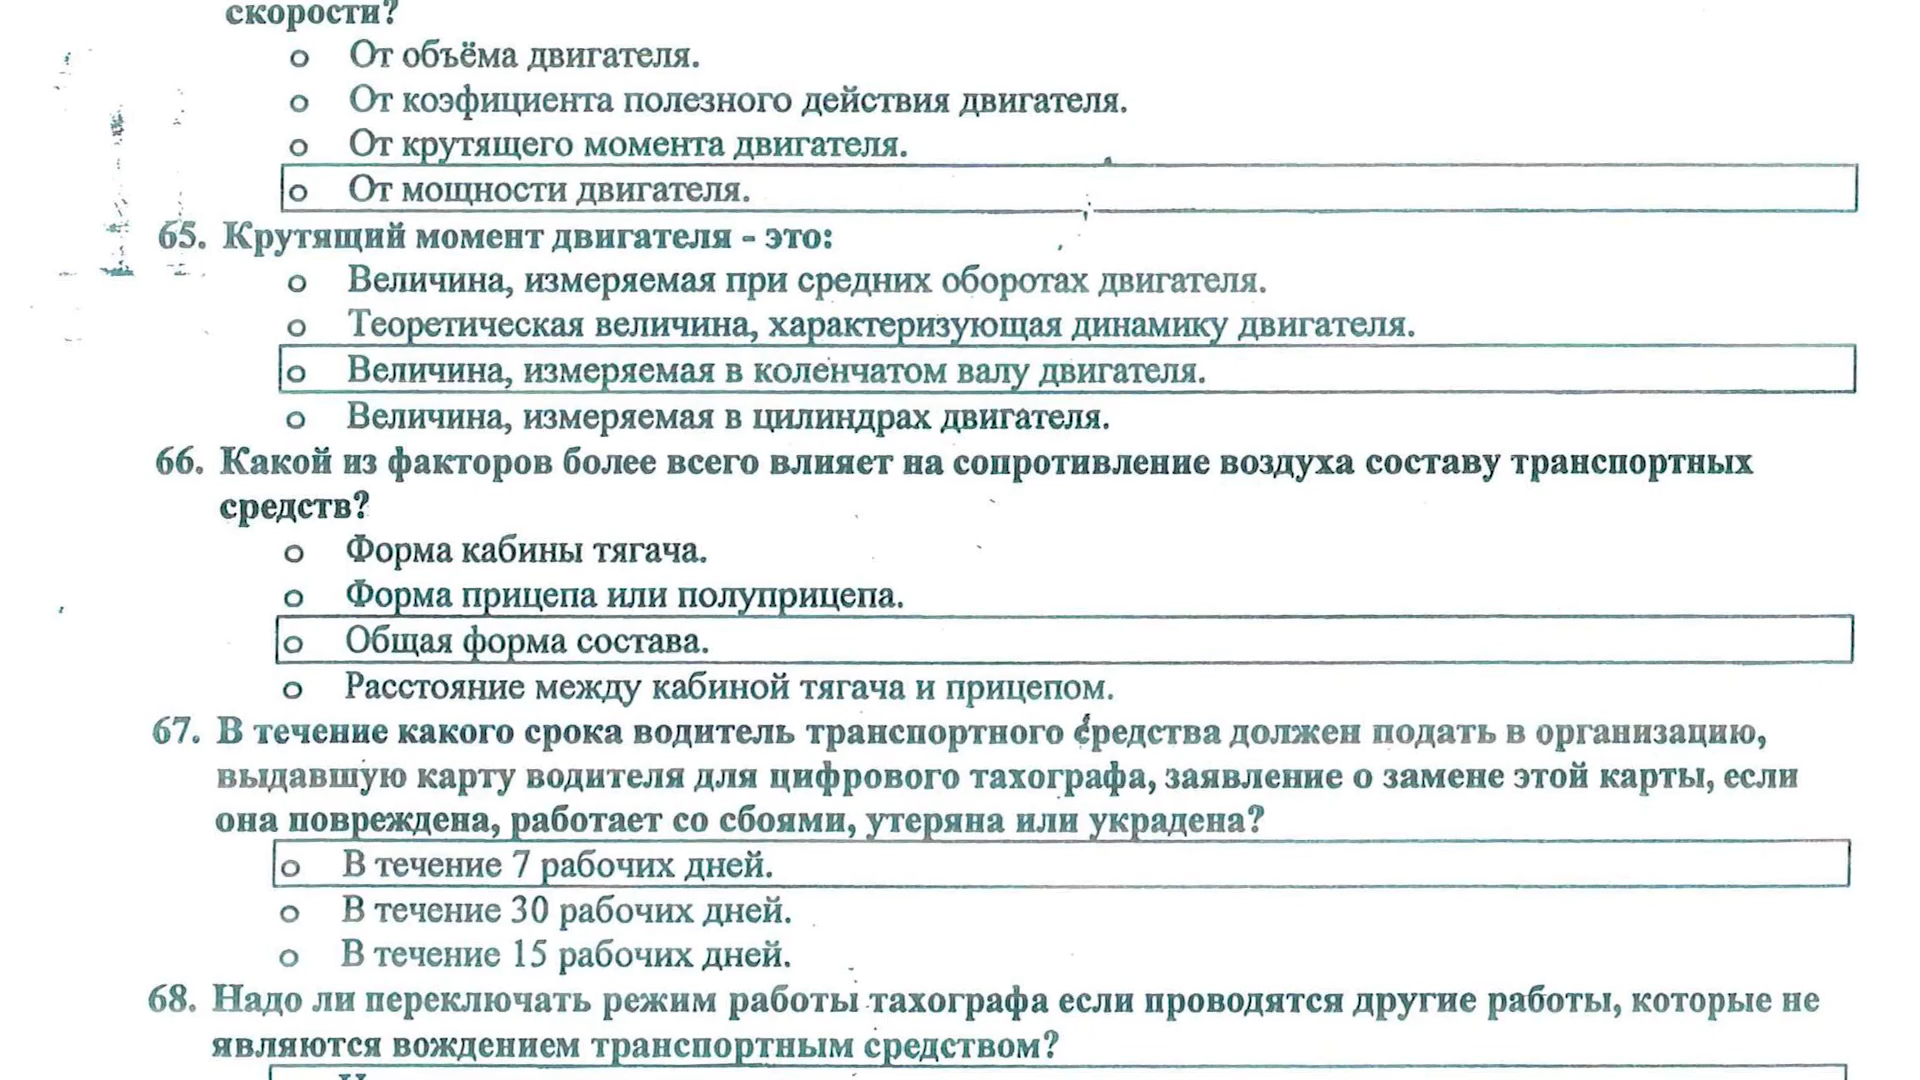 скорости?
o От объёма двигателя.
o От коэфициента полезного действия двигателя.
o От крутящего момента двигателя.
o От мощности двигателя.
65. Крутящий момент двигателя - это:
o Величина, измеряемая при средних оборотах двигателя.
o Теоретическая величина, характеризующая динамику двигателя.
o Величина, измеряемая в коленчатом валу двигателя.
o Величина, измеряемая в цилиндрах двигателя.
66. Какой из факторов более всего влияет на сопротивление воздуха составу транспортных
средств?
o Форма кабины тягача.
o Форма прицепа или полуприцепа.
o Общая форма состава.
o Расстояние между кабиной тягача и прицепом.
67. В течение какого срока водитель транспортного средства должен подать в организацию,
выдавшую карту водителя для цифрового тахографа, заявление о замене этой карты, если
она повреждена, работает со сбоями, утеряна или украдена?
o В течение 7 рабочих дней.
o В течение 30 рабочих дней.
o В течение 15 рабочих дней.
68. Надо ли переключать режим работы тахографа если проводятся другие работы, которые не
являются вождением транспортным средством?